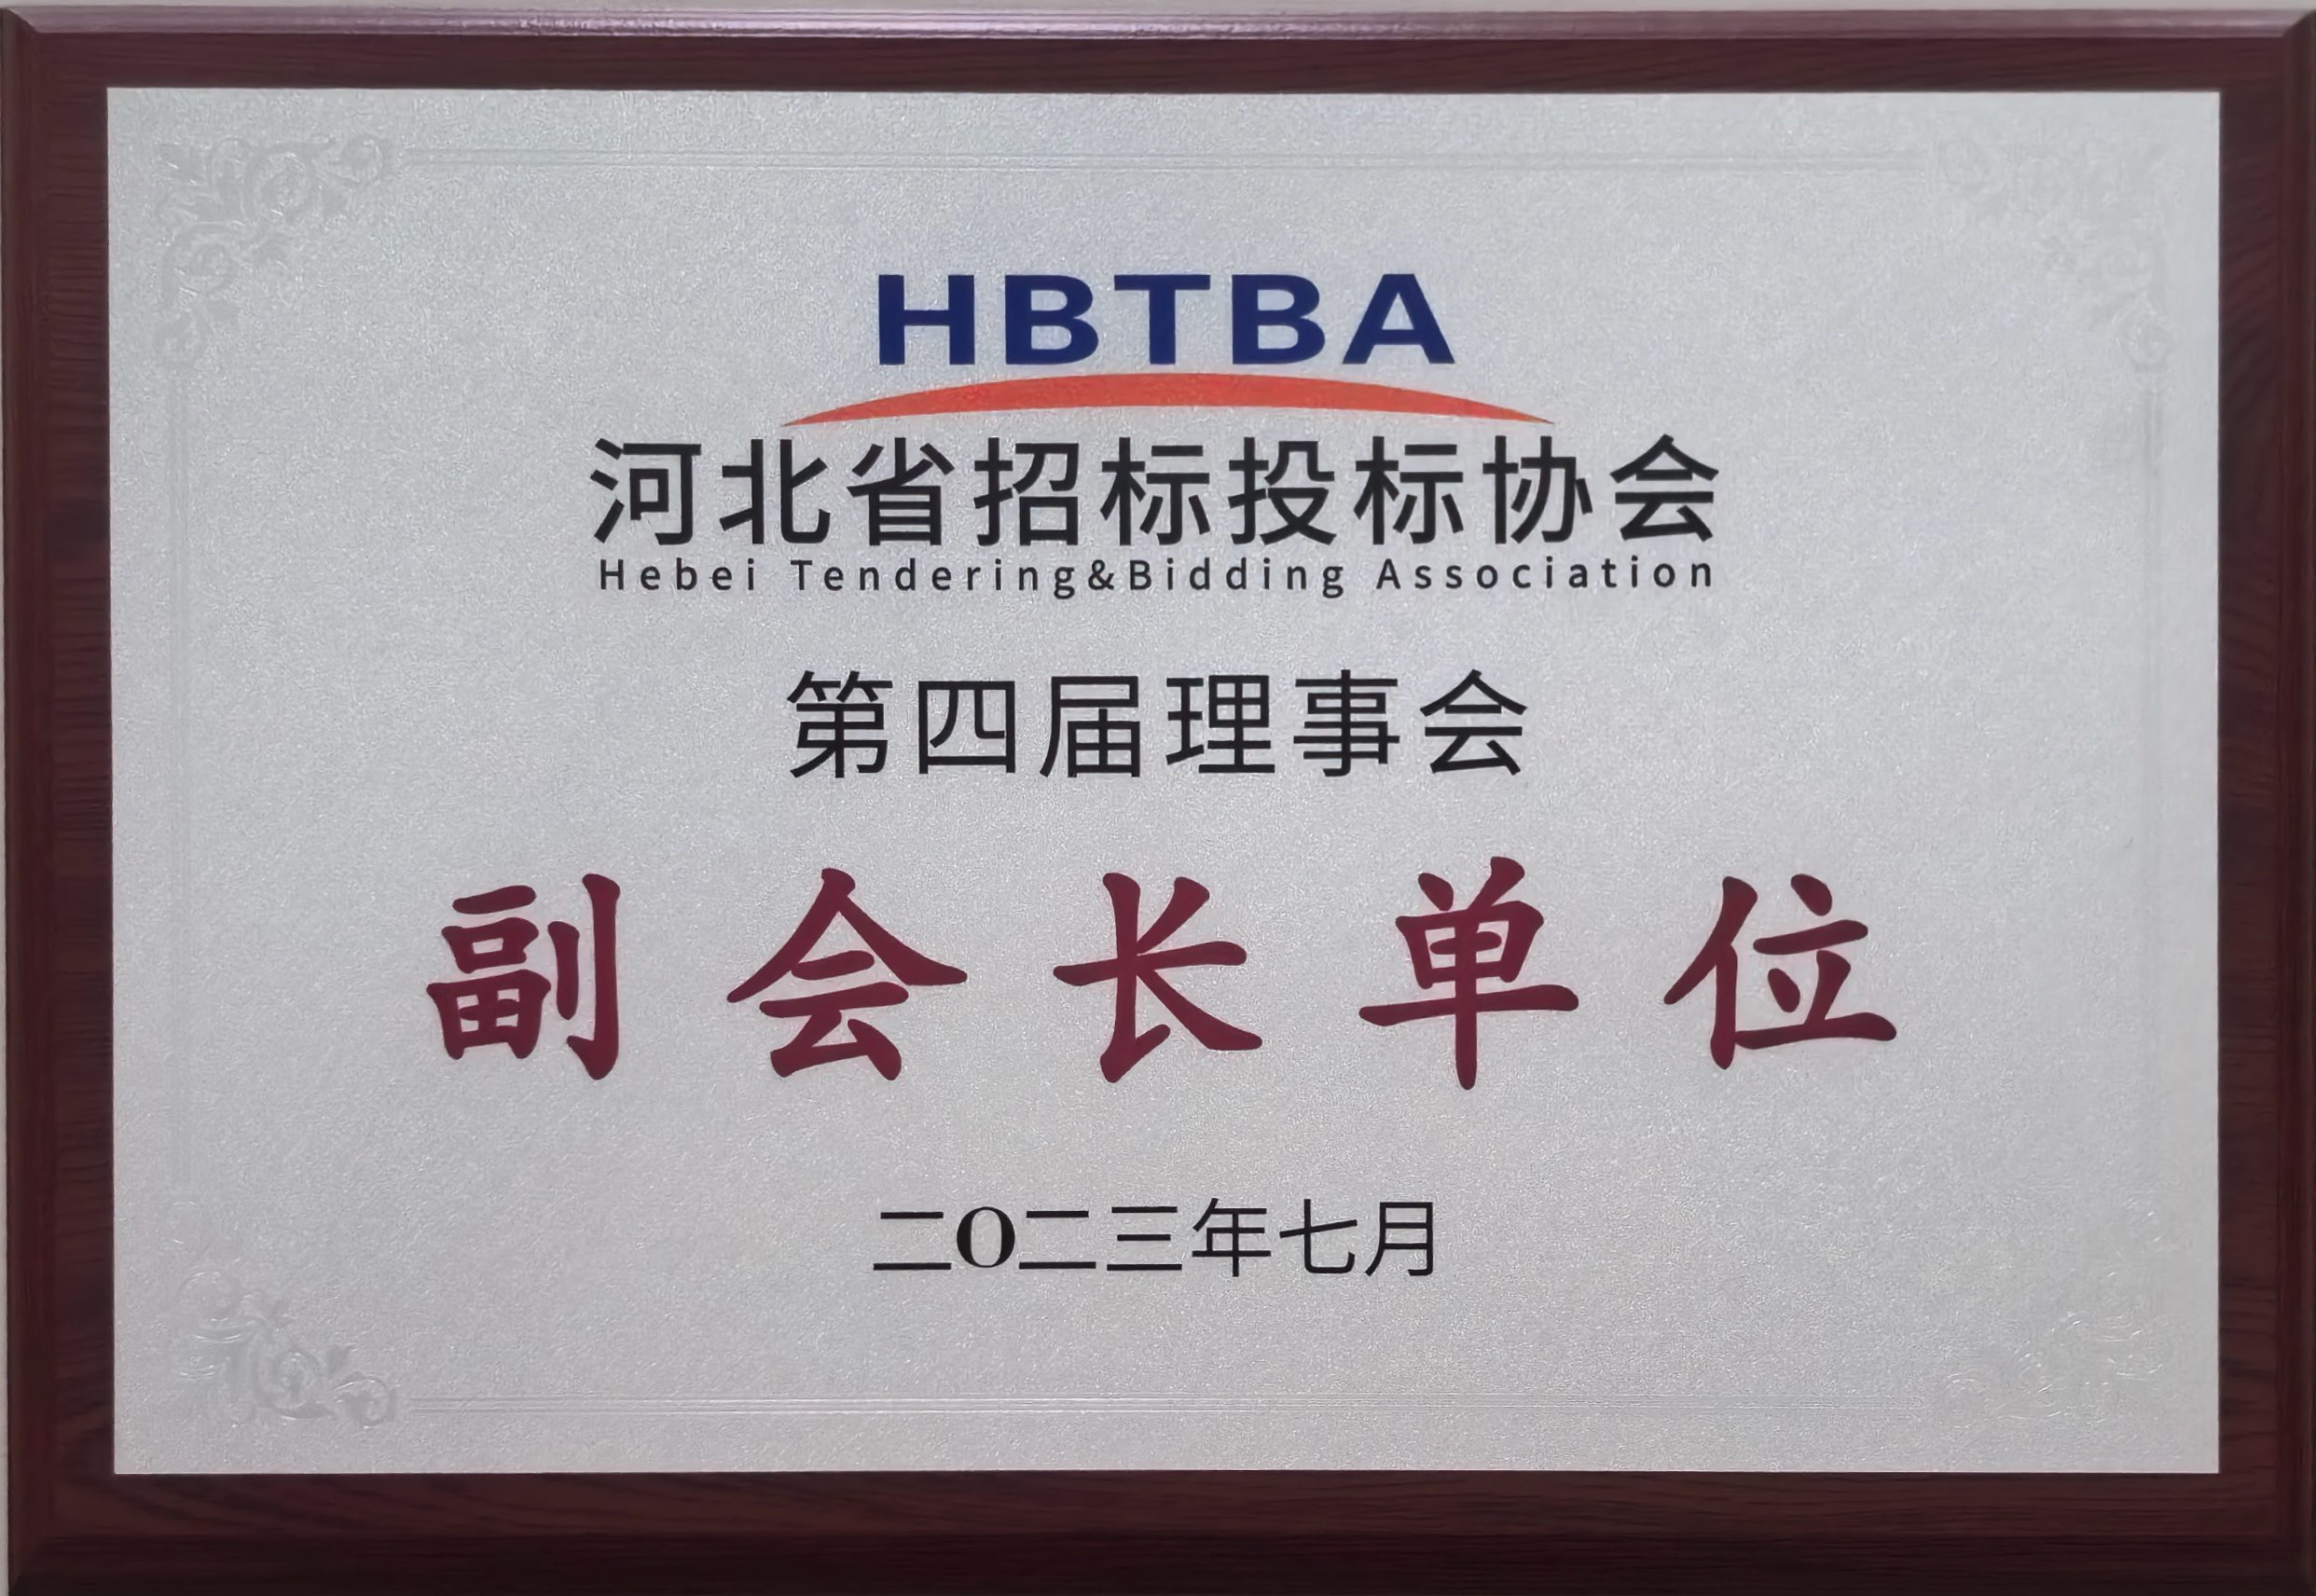 HBTBA
河北省招标投标协会
Hebei Tendering&Bidding Association
第四届理事会
副会长单位
二O二三年七月